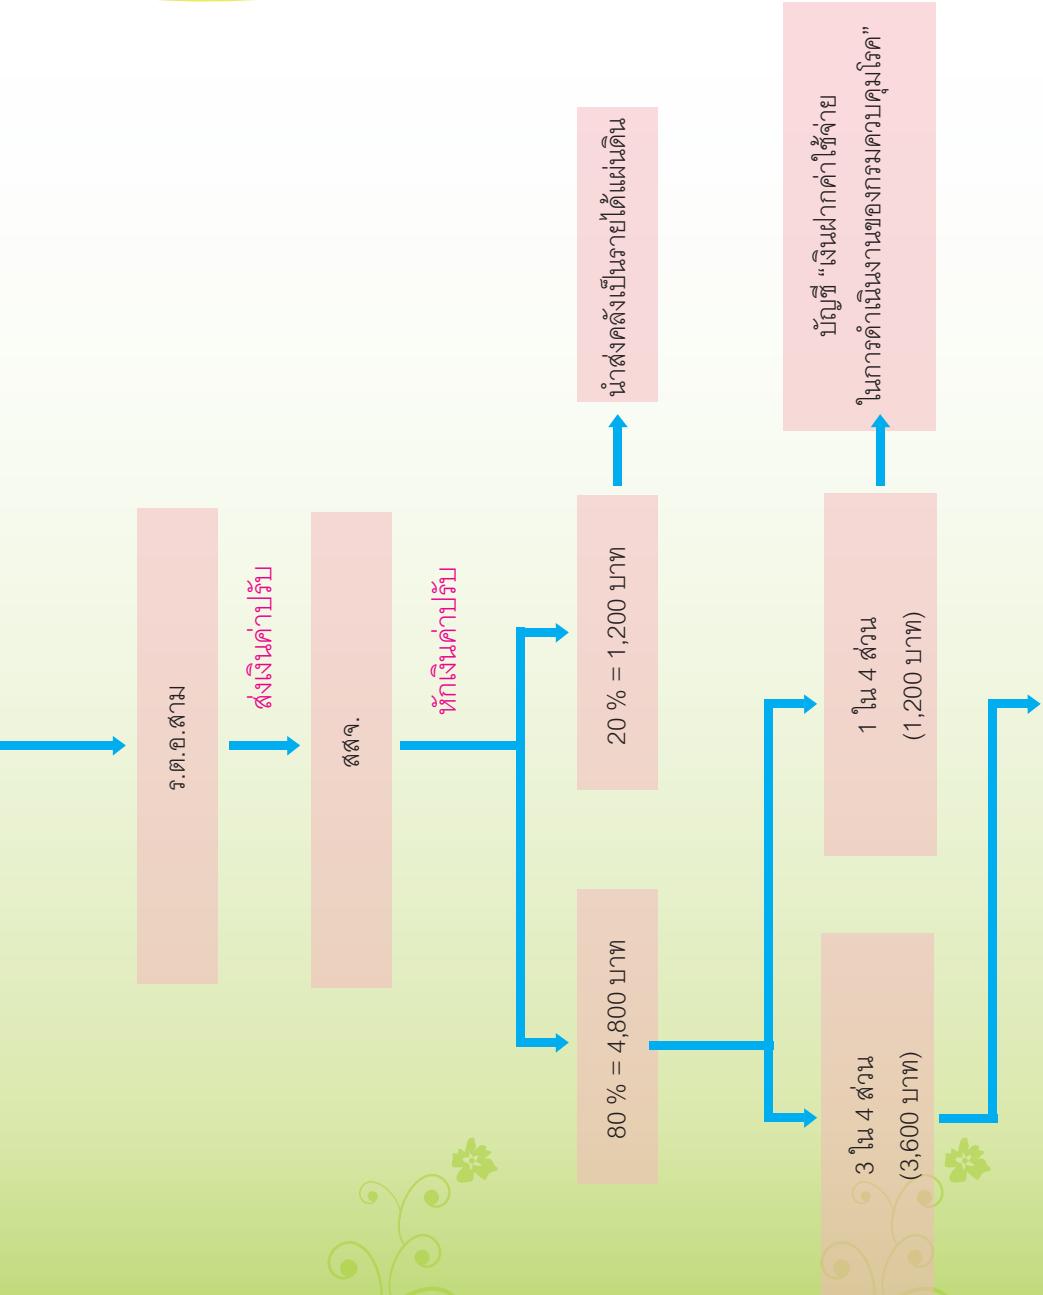 ร.ต.อ.สาม
ส่งเงินค่าปรับ
สสจ.
หักเงินค่าปรับ
80 % = 4,800 บาท
20 % = 1,200 บาท
นำส่งคลังเป็นรายได้แผ่นดิน
3 ใน 4 ส่วน
(3,600 บาท)
1 ใน 4 ส่วน
(1,200 บาท)
บัญชี “เงินฝากค่าใช้จ่าย
ในการดำเนินงานของกรมควบคุมโรค”